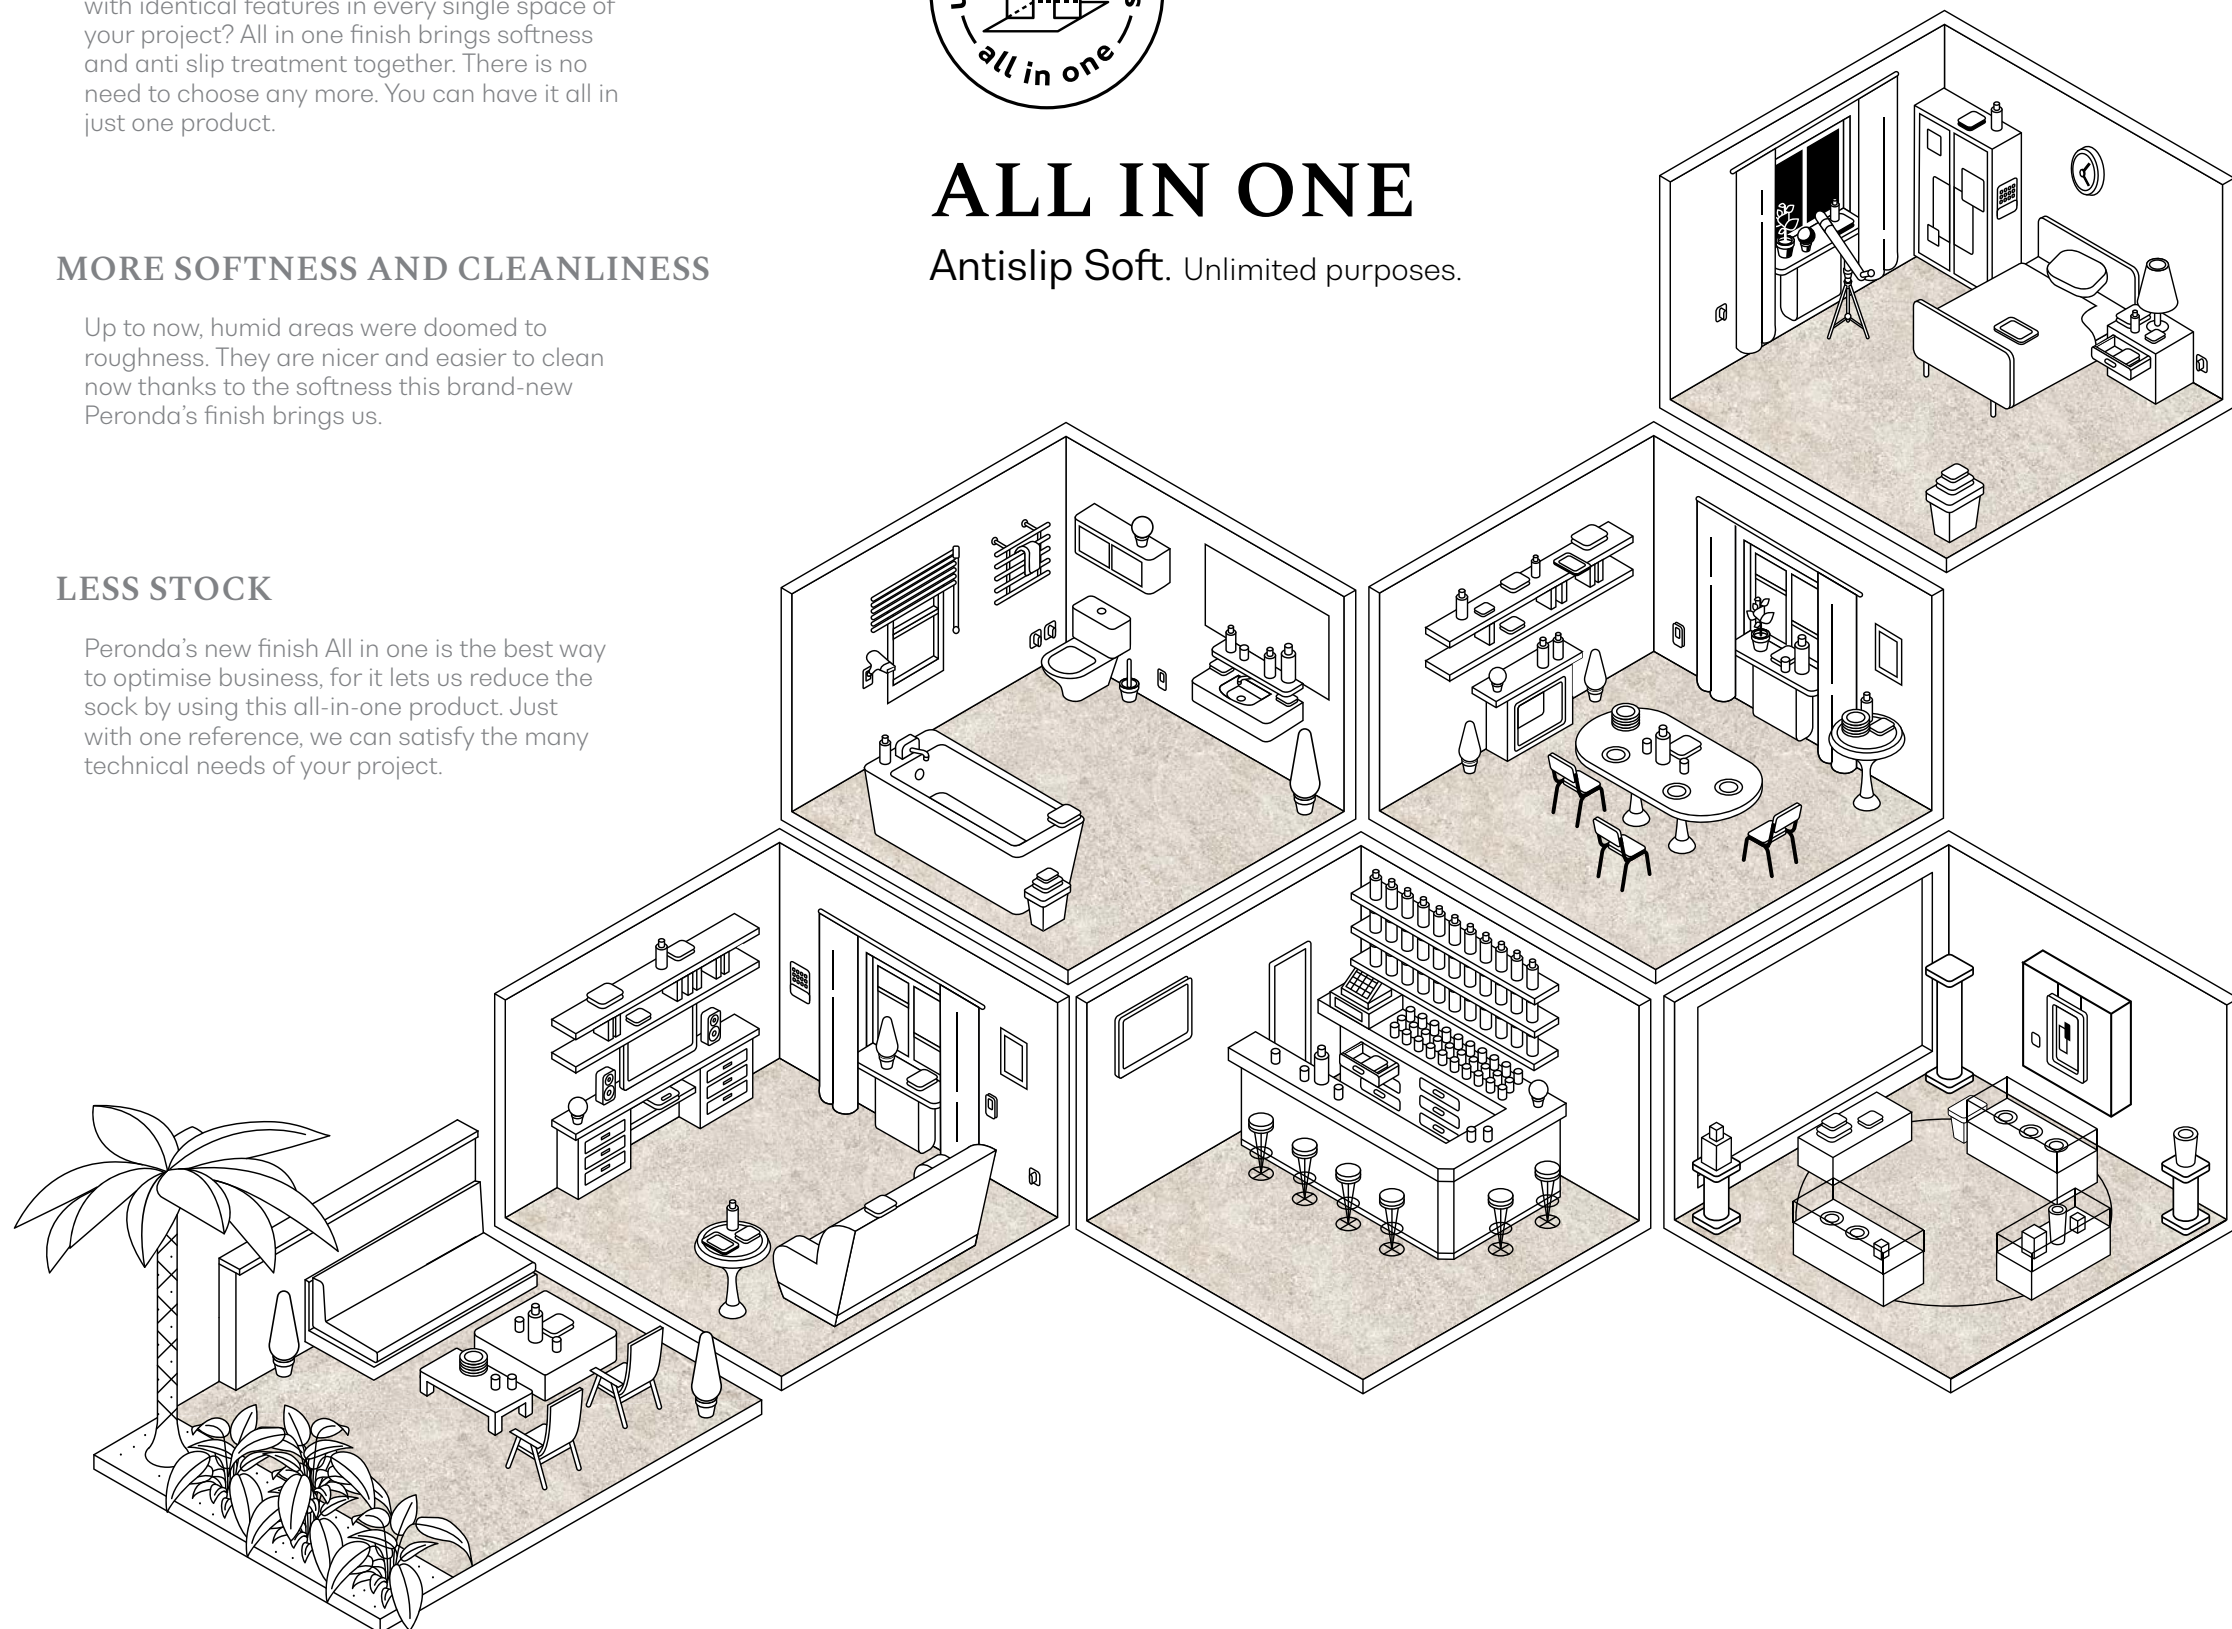 with identical features in every single space of
your project? All in one finish brings softness
and anti slip treatment together. There is no
need to choose any more. You can have it all in
just one product.
MORE SOFTNESS AND CLEANLINESS
Up to now, humid areas were doomed to
roughness. They are nicer and easier to clean
now thanks to the softness this brand-new
Peronda’s finish brings us.
LESS STOCK
Peronda’s new finish All in one is the best way
to optimise business, for it lets us reduce the
sock by using this all-in-one product. Just
with one reference, we can satisfy the many
technical needs of your project.
all in one
ALL IN ONE
Antislip Soft. Unlimited purposes.